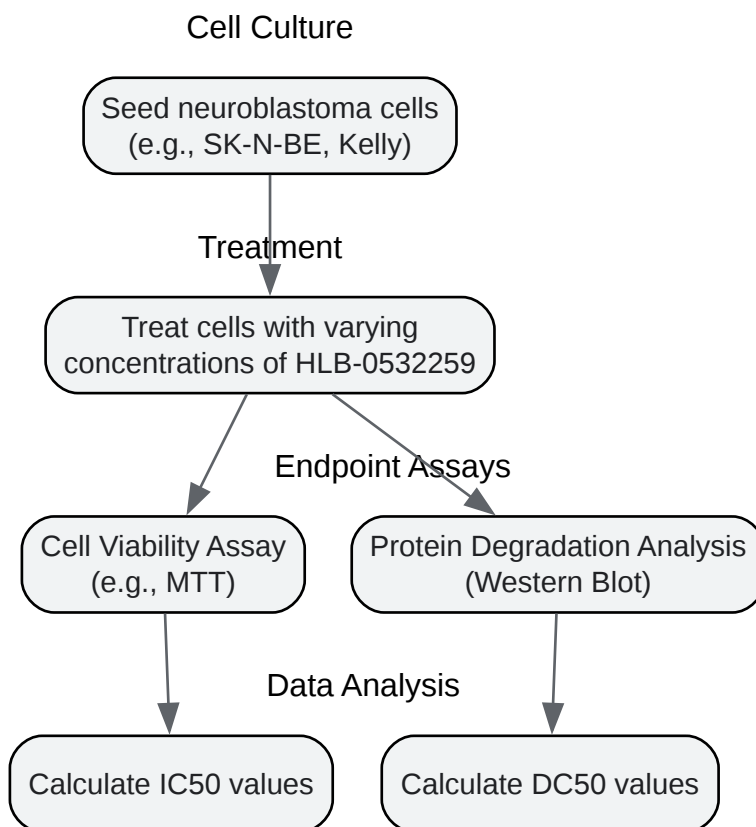 Cell Culture
Seed neuroblastoma cells
(e.g., SK-N-BE, Kelly)
Treatment
Treat cells with varying
concentrations of HLB-0532259
Endpoint Assays
Cell Viability Assay
(e.g., MTT)
Protein Degradation Analysis
(Western Blot)
Data Analysis
Calculate IC50 values
Calculate DC50 values